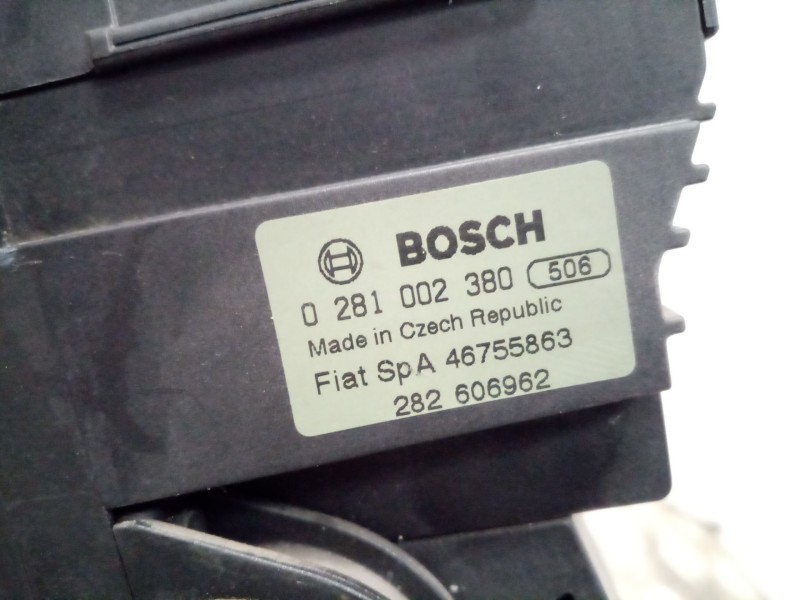 BOSCH
0 281 002 380 506
Made in Czech Republic
Fiat SpA 46755863
282 606962